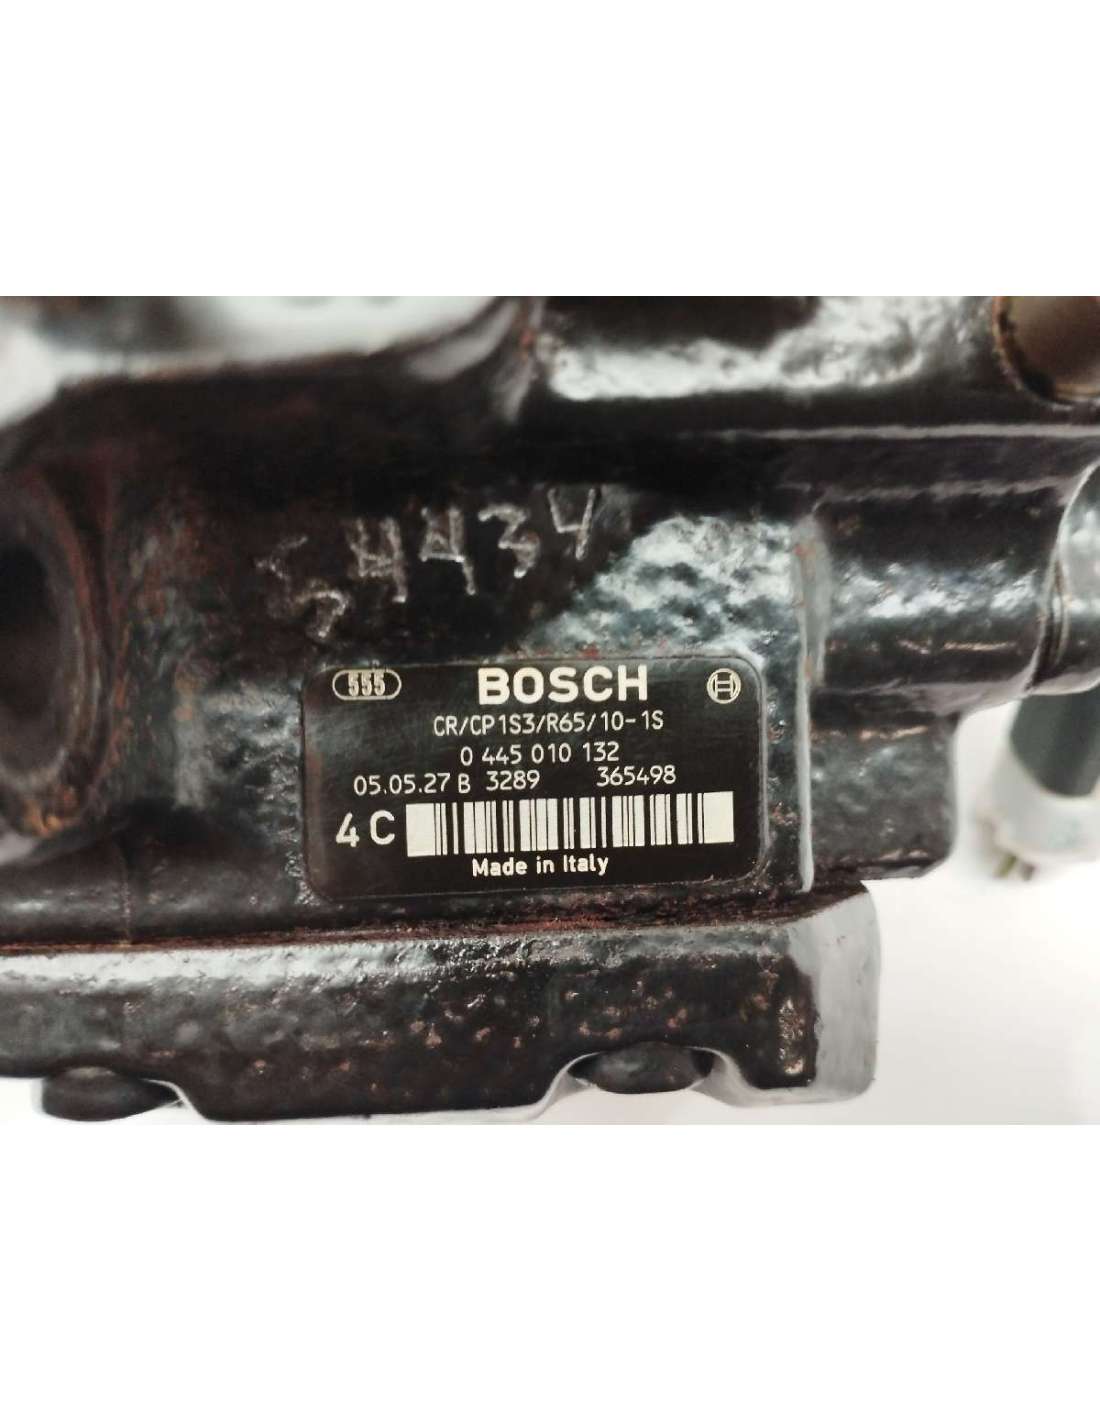 54434
555 BOSCH
CR/CP1S3/R65/10-1S
0 445 010 132
05.05.27 B 3289 365498
4C
Made in Italy